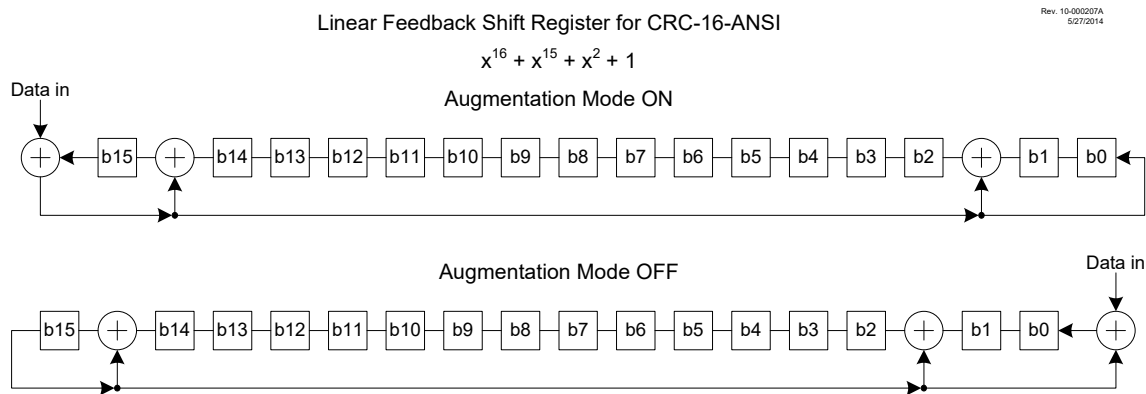 Linear Feedback Shift Register for CRC-16-ANSI
Rev. 10-000207A
5/27/2014
x¹⁶ + x¹⁵ + x² + 1
Augmentation Mode ON
Data in
b15 b14 b13 b12 b11 b10 b9 b8 b7 b6 b5 b4 b3 b2 b1 b0
Augmentation Mode OFF
Data in
b15 b14 b13 b12 b11 b10 b9 b8 b7 b6 b5 b4 b3 b2 b1 b0